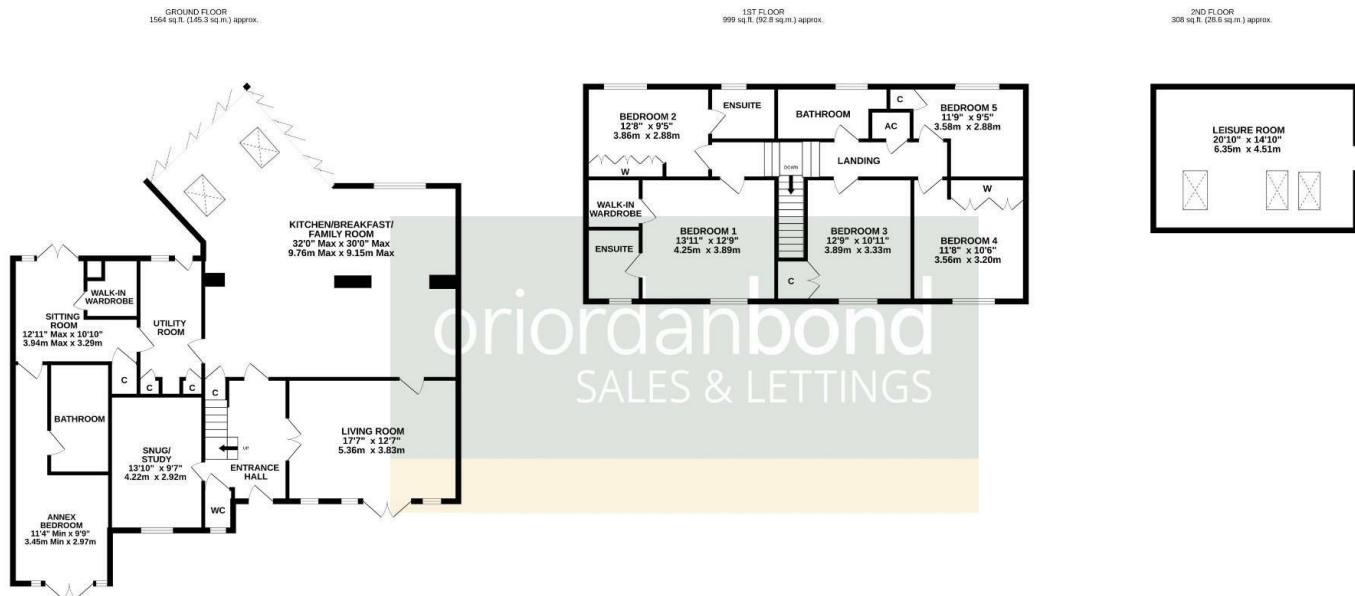 GROUND FLOOR
1564 sq.ft. (145.3 sq.m.) approx.
1ST FLOOR
999 sq.ft. (92.8 sq.m.) approx.
2ND FLOOR
308 sq.ft. (28.6 sq.m.) approx.
KITCHEN/BREAKFAST/
FAMILY ROOM
32'0" Max x 30'0" Max
9.76m Max x 9.15m Max
WALK-IN
WARDROBE
SITTING
ROOM
12'11" Max x 10'10"
3.94m Max x 3.29m
UTILITY
ROOM
C
C
C
C
BATHROOM
SNUG/
STUDY
13'10" x 9'7"
4.22m x 2.92m
UP
ENTRANCE
HALL
LIVING ROOM
17'7" x 12'7"
5.36m x 3.83m
WC
ANNEX
BEDROOM
11'4" Min x 9'9"
3.45m Min x 2.97m
BEDROOM 2
12'8" x 9'5"
3.86m x 2.88m
W
ENSUITE
BATHROOM
C
AC
BEDROOM 5
11'9" x 9'5"
3.58m x 2.88m
DOWN
LANDING
WALK-IN
WARDROBE
ENSUITE
BEDROOM 1
13'11" x 12'9"
4.25m x 3.89m
BEDROOM 3
12'9" x 10'11"
3.89m x 3.33m
C
W
BEDROOM 4
11'8" x 10'6"
3.56m x 3.20m
LEISURE ROOM
20'10" x 14'10"
6.35m x 4.51m
oriordanbond
SALES & LETTINGS